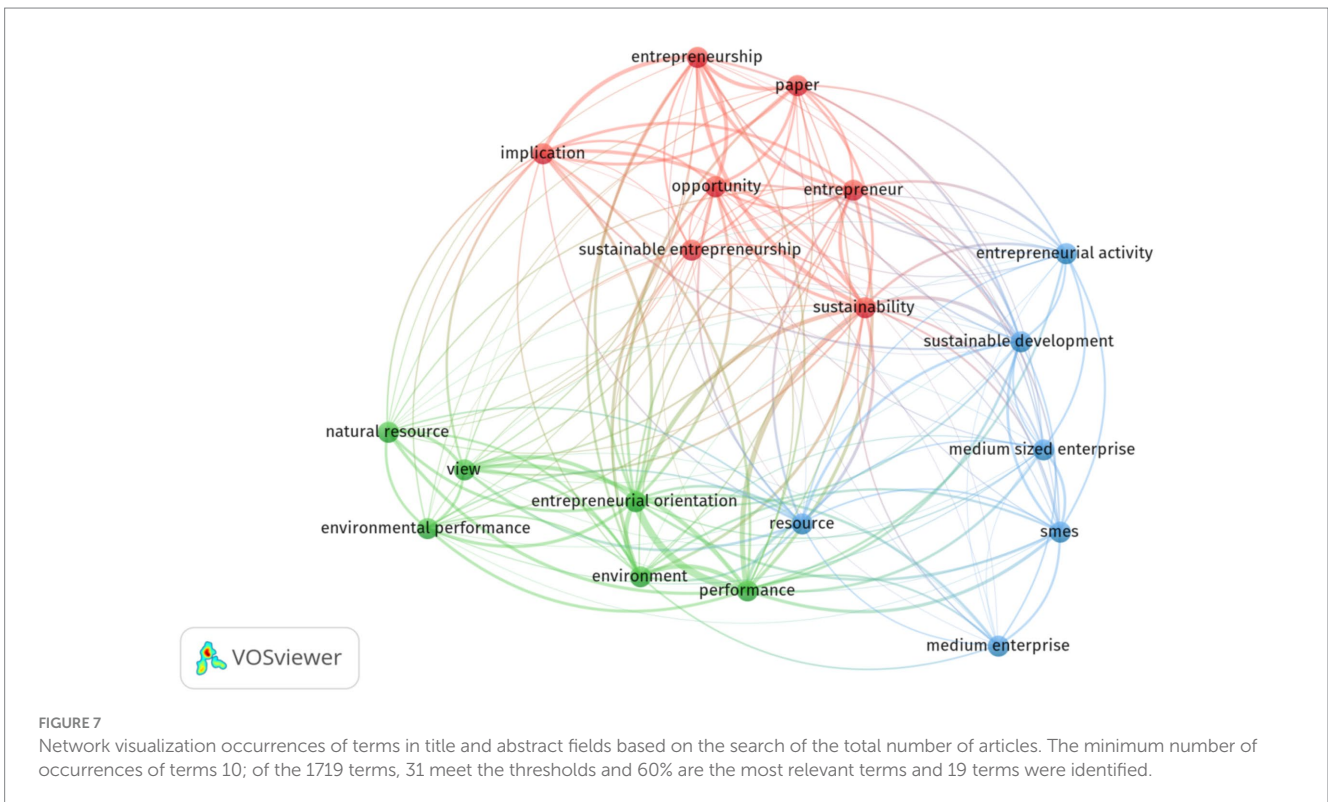 entrepreneurship
paper
implication
opportunity
entrepreneur
sustainable entrepreneurship
entrepreneurial activity
sustainability
sustainable development
natural resource
medium sized enterprise
view
entrepreneurial orientation
resource
environmental performance
smes
environment
performance
medium enterprise
VOSviewer
FIGURE 7
Network visualization occurrences of terms in title and abstract fields based on the search of the total number of articles. The minimum number of
occurrences of terms 10; of the 1719 terms, 31 meet the thresholds and 60% are the most relevant terms and 19 terms were identified.